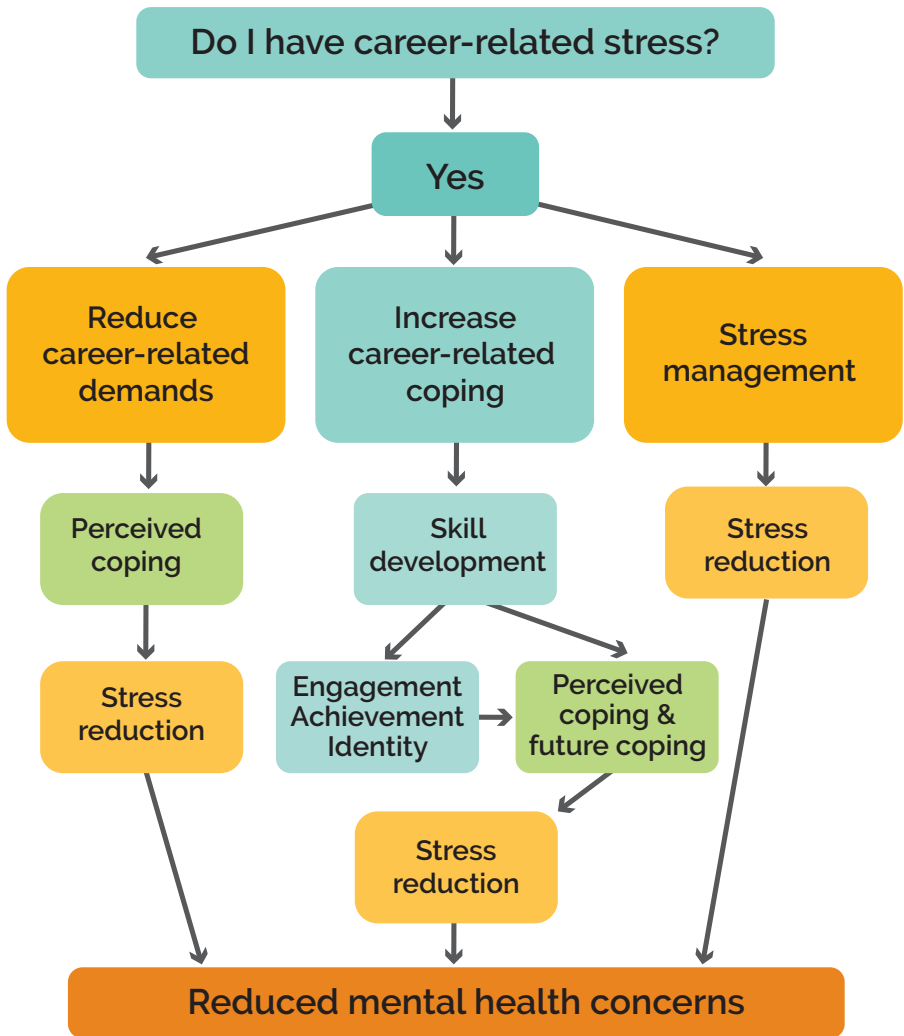 Do I have career-related stress?
Yes
Reduce
career-related
demands
Increase
career-related
coping
Stress
management
Perceived
coping
Skill
development
Stress
reduction
Stress
reduction
Engagement
Achievement
Identity
Perceived
coping &
future coping
Stress
reduction
Reduced mental health concerns